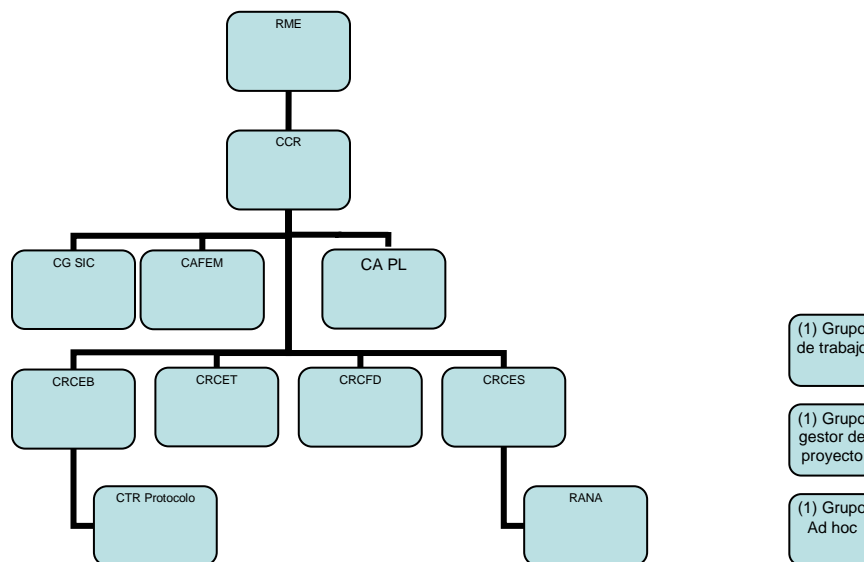 RME
CCR
CG SIC
CAFEM
CA PL
CRCEB
CRCET
CRCFD
CRCES
CTR Protocolo
RANA
(1) Grupo
de trabajo
(1) Grupo
gestor de
proyecto
(1) Grupo
Ad hoc